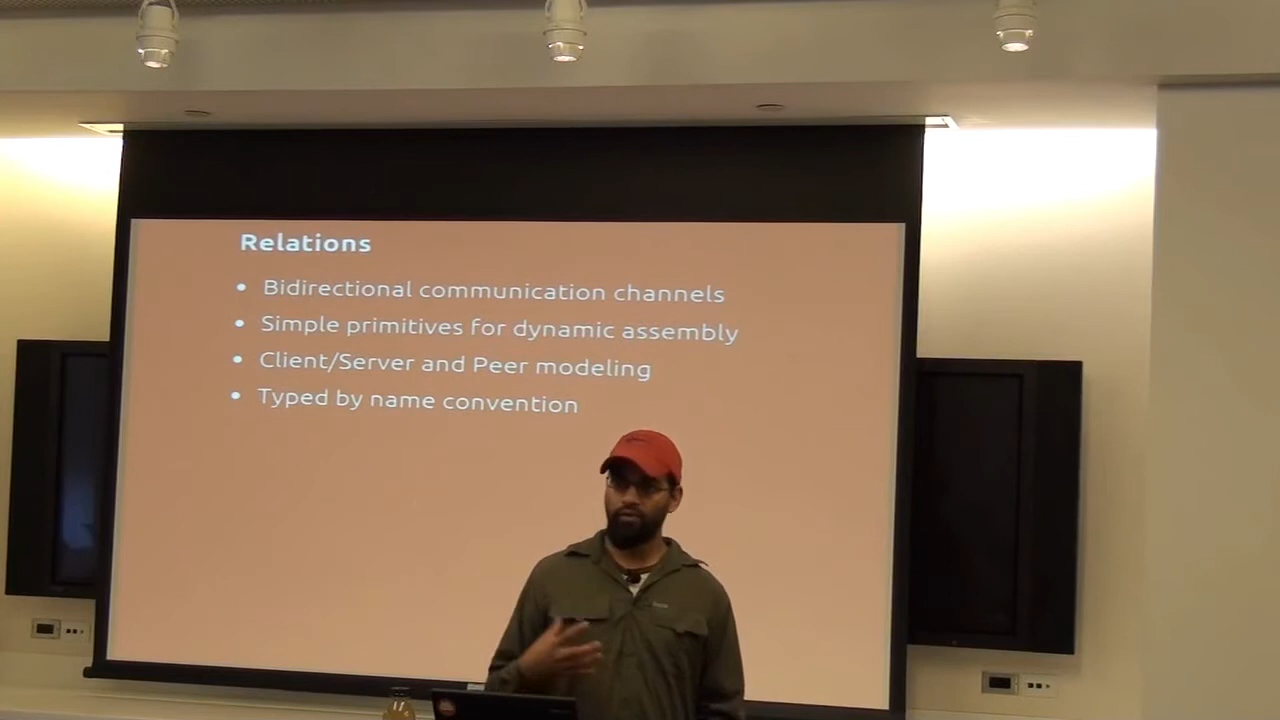 Relations
• Bidirectional communication channels
• Simple primitives for dynamic assembly
• Client/Server and Peer modeling
• Typed by name convention